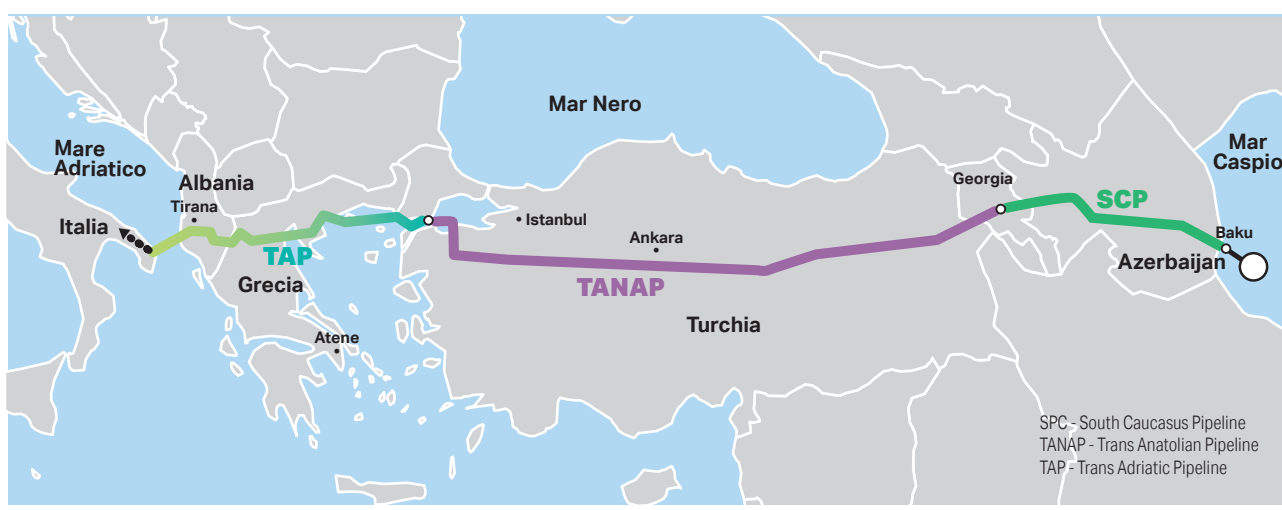 Mar Nero
Mare
Adriatico
Mar
Caspio
Albania
Tirana
Georgia
SCP
Italia
Istanbul
Baku
Ankara
TAP
Azerbaijan
Grecia
TANAP
Turchia
Atene
SPC - South Caucasus Pipeline
TANAP - Trans Anatolian Pipeline
TAP - Trans Adriatic Pipeline